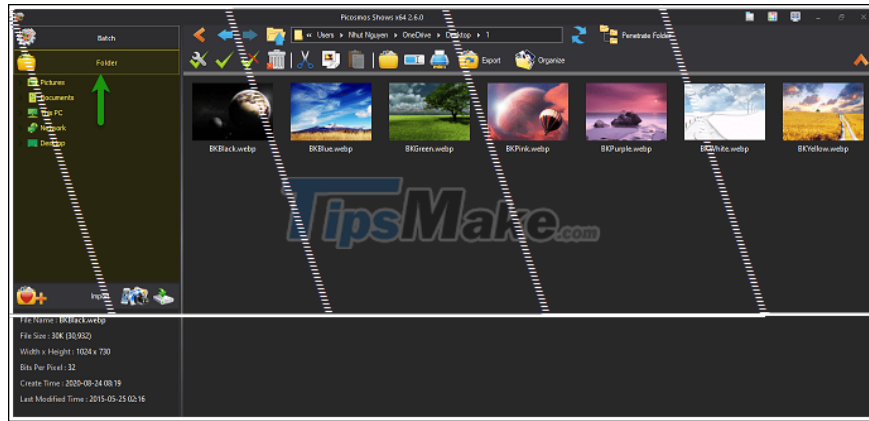 Picosmos Shows x64 2.6.0
Batch
« Users › Nhut Nguyen › OneDrive › Desktop › 1
Penetrate Folder
Folder
Export
Organize
Pictures
Documents
This PC
Network
Desktop
BKBlack.webp
BKBlue.webp
BKGreen.webp
BKPink.webp
BKPurple.webp
BKWhite.webp
BKYellow.webp
TipsMake.com
Import
File Name : BKBlack.webp
File Size : 30K (30,932)
Width x Height : 1024 x 730
Bits Per Pixel : 32
Create Time : 2020-08-24 08:19
Last Modified Time : 2015-05-25 02:16